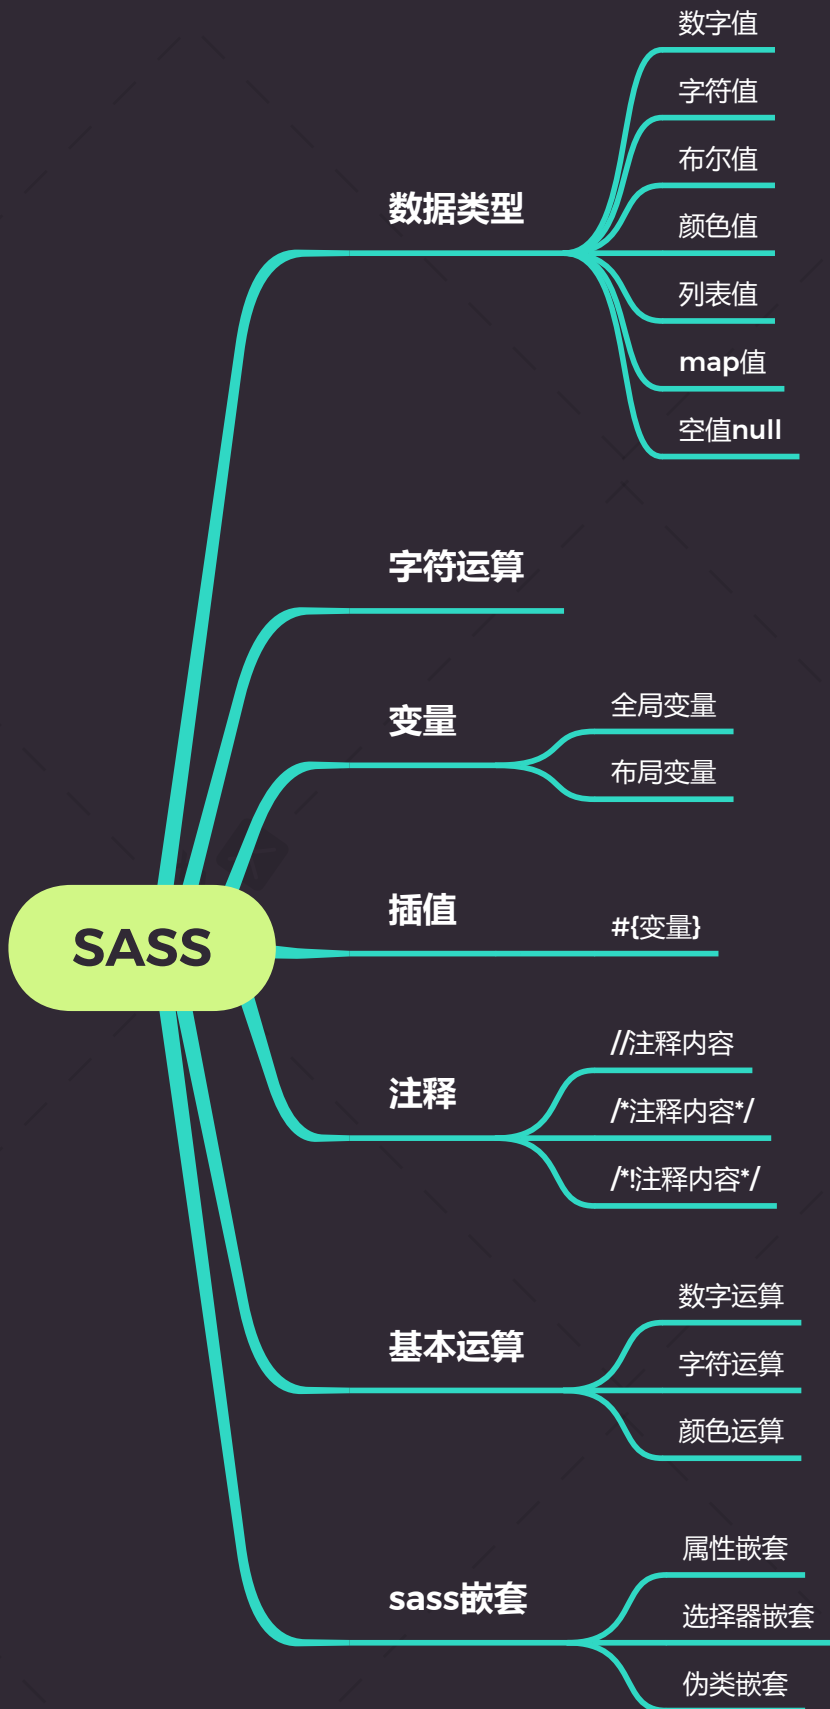 SASS
数据类型
数字值
字符值
布尔值
颜色值
列表值
map值
空值null
字符运算
变量
全局变量
布局变量
插值
#{变量}
注释
//注释内容
/*注释内容*/
/*!注释内容*/
基本运算
数字运算
字符运算
颜色运算
sass嵌套
属性嵌套
选择器嵌套
伪类嵌套